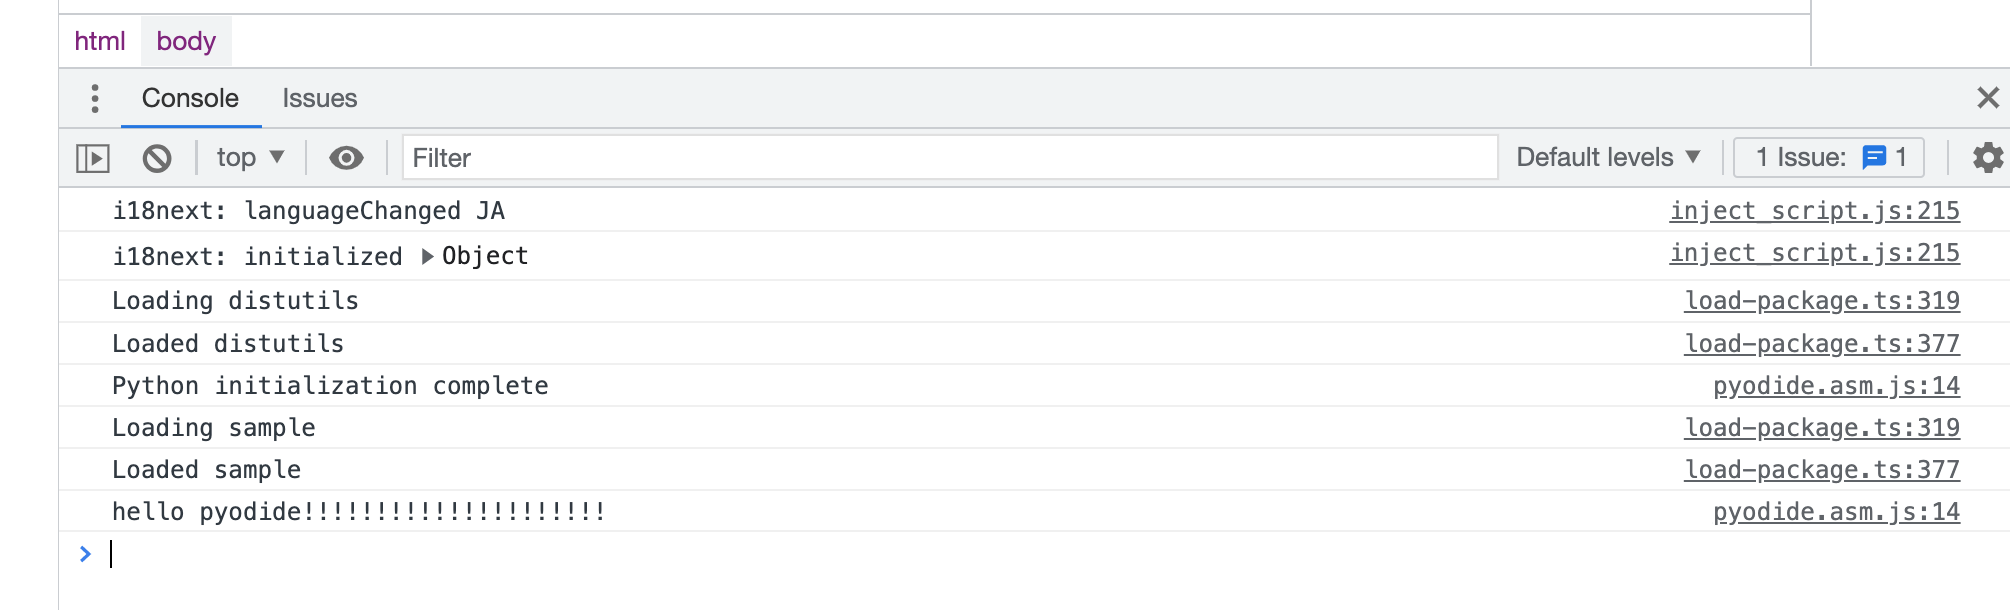 html body
Console Issues
top Filter Default levels 1 Issue: 1
i18next: languageChanged JA inject_script.js:215
i18next: initialized Object inject_script.js:215
Loading distutils load-package.ts:319
Loaded distutils load-package.ts:377
Python initialization complete pyodide.asm.js:14
Loading sample load-package.ts:319
Loaded sample load-package.ts:377
hello pyodide!!!!!!!!!!!!!!!!!!!!! pyodide.asm.js:14